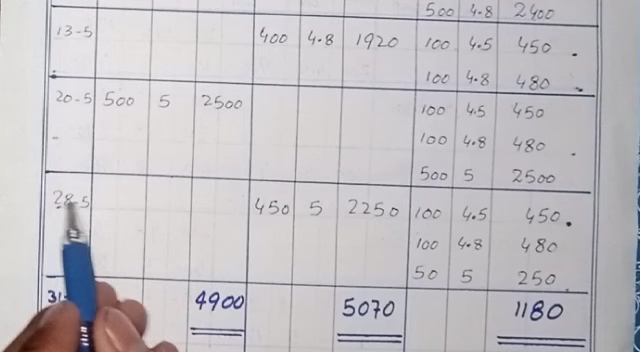 500 4.8 2400
13-5 400 4.8 1920 100 4.5 450
100 4.8 480
20-5 500 5 2500 100 4.5 450
100 4.8 480
500 5 2500
28-5 450 5 2250 100 4.5 450
100 4.8 480
50 5 250
31- 4900 5070 1180